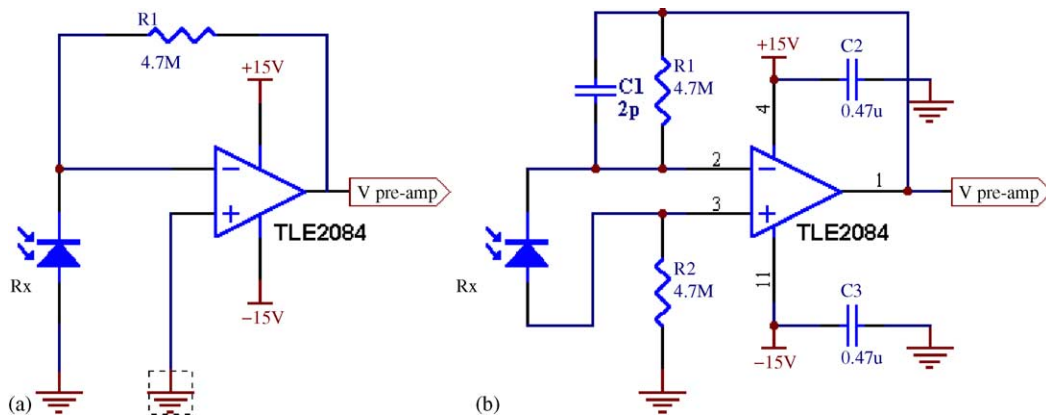 R1
4.7M
+15V
V pre-amp
TLE2084
Rx
−15V
(a)
+15V
C2
0.47u
C1
2p
R1
4.7M
4
2
3
1
V pre-amp
TLE2084
11
Rx
R2
4.7M
C3
0.47u
−15V
(b)